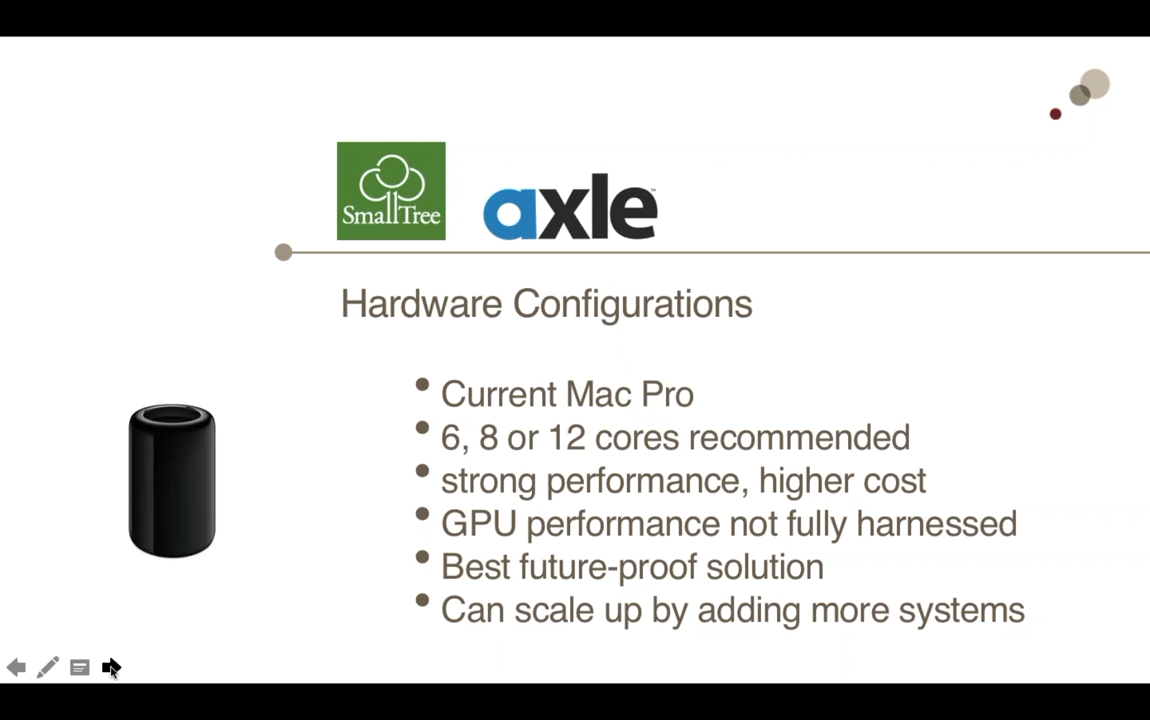 SmallTree
axle™
Hardware Configurations
• Current Mac Pro
• 6, 8 or 12 cores recommended
• strong performance, higher cost
• GPU performance not fully harnessed
• Best future-proof solution
• Can scale up by adding more systems